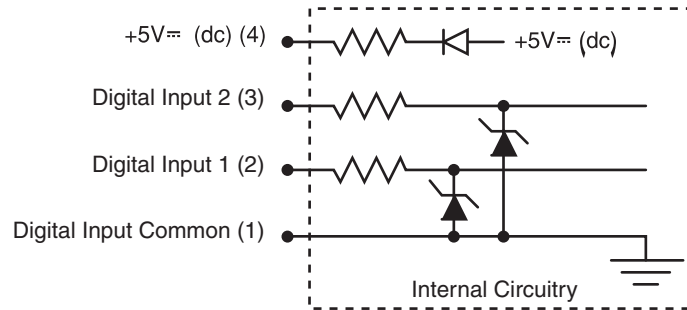 +5V⎓ (dc) (4)
+5V⎓ (dc)
Digital Input 2 (3)
Digital Input 1 (2)
Digital Input Common (1)
Internal Circuitry